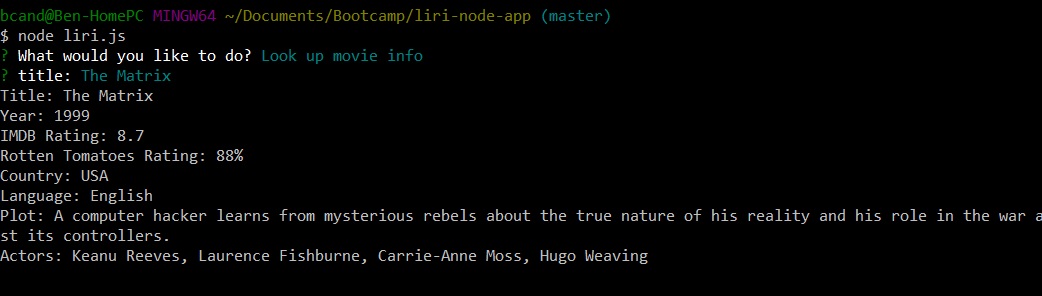 bcand@Ben-HomePC MINGW64 ~/Documents/Bootcamp/liri-node-app (master)
$ node liri.js
? What would you like to do? Look up movie info
? title: The Matrix
Title: The Matrix
Year: 1999
IMDB Rating: 8.7
Rotten Tomatoes Rating: 88%
Country: USA
Language: English
Plot: A computer hacker learns from mysterious rebels about the true nature of his reality and his role in the war a
st its controllers.
Actors: Keanu Reeves, Laurence Fishburne, Carrie-Anne Moss, Hugo Weaving